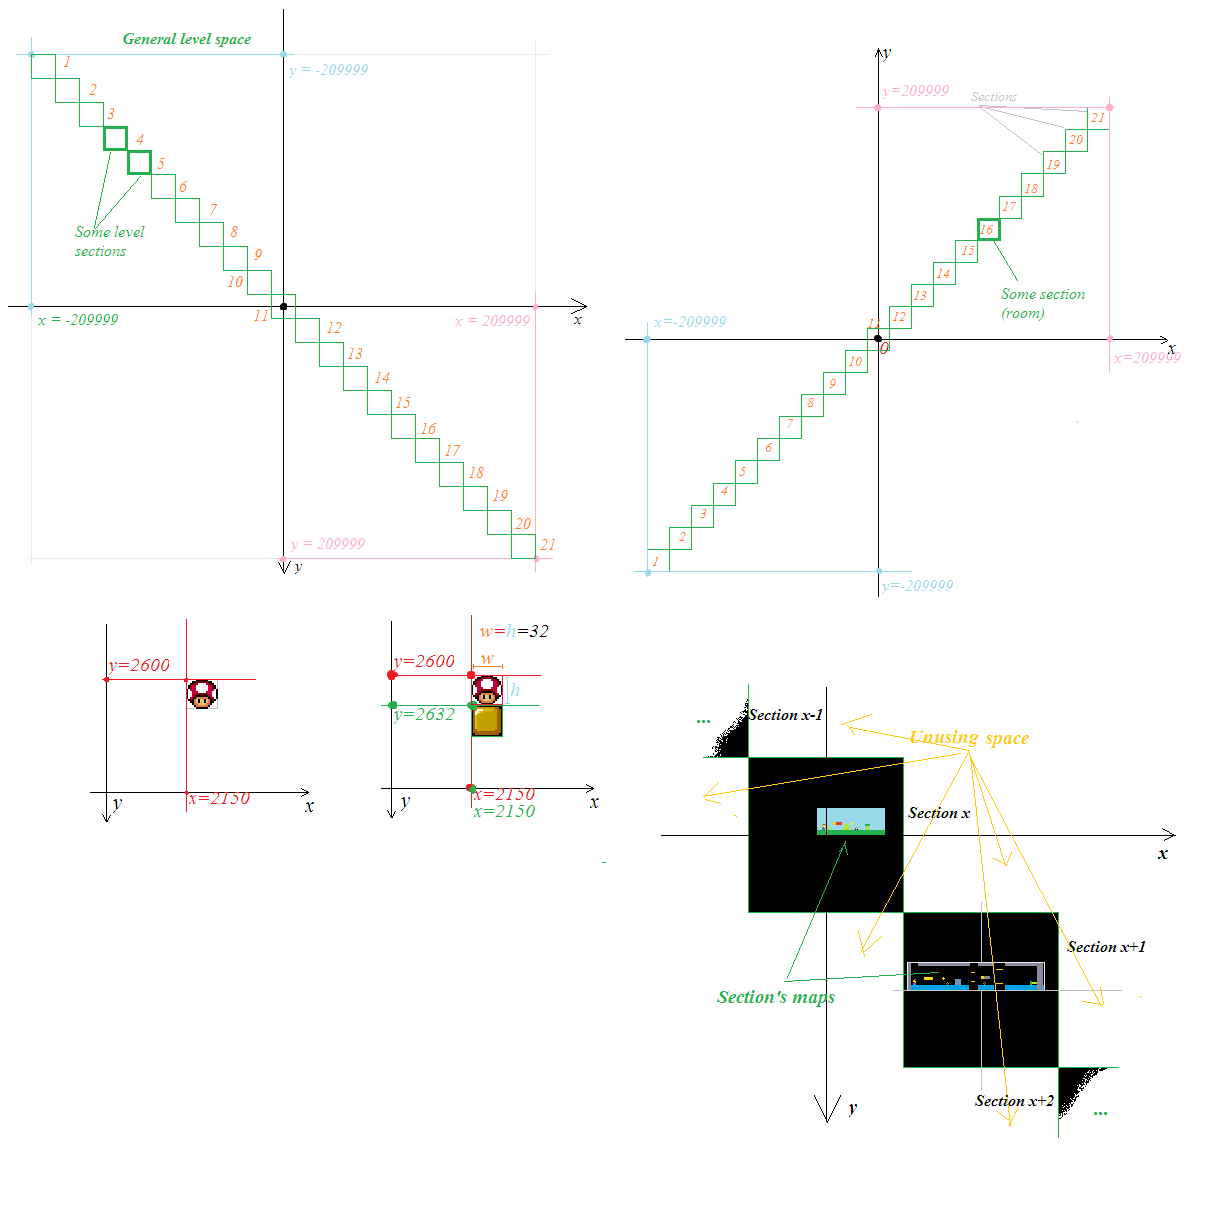 General level space
y = -209999
1
2
3
4
5
6
7
8
9
10
11
12
13
14
15
16
17
18
19
20
21
Some level
sections
x = -209999
x = 209999
x
y = 209999
y
y
y=209999
Sections
21
20
19
18
17
16
15
14
13
12
11
10
9
8
7
6
5
4
3
2
1
Some section
(room)
x=-209999
0
x
x=209999
y=-209999
y=2600
x=2150
y
x
w=h=32
y=2600
w
h
y=2632
x=2150
x=2150
y
x
...
Section x-1
Unusing space
Section x
x
Section x+1
Section's maps
Section x+2
y
...